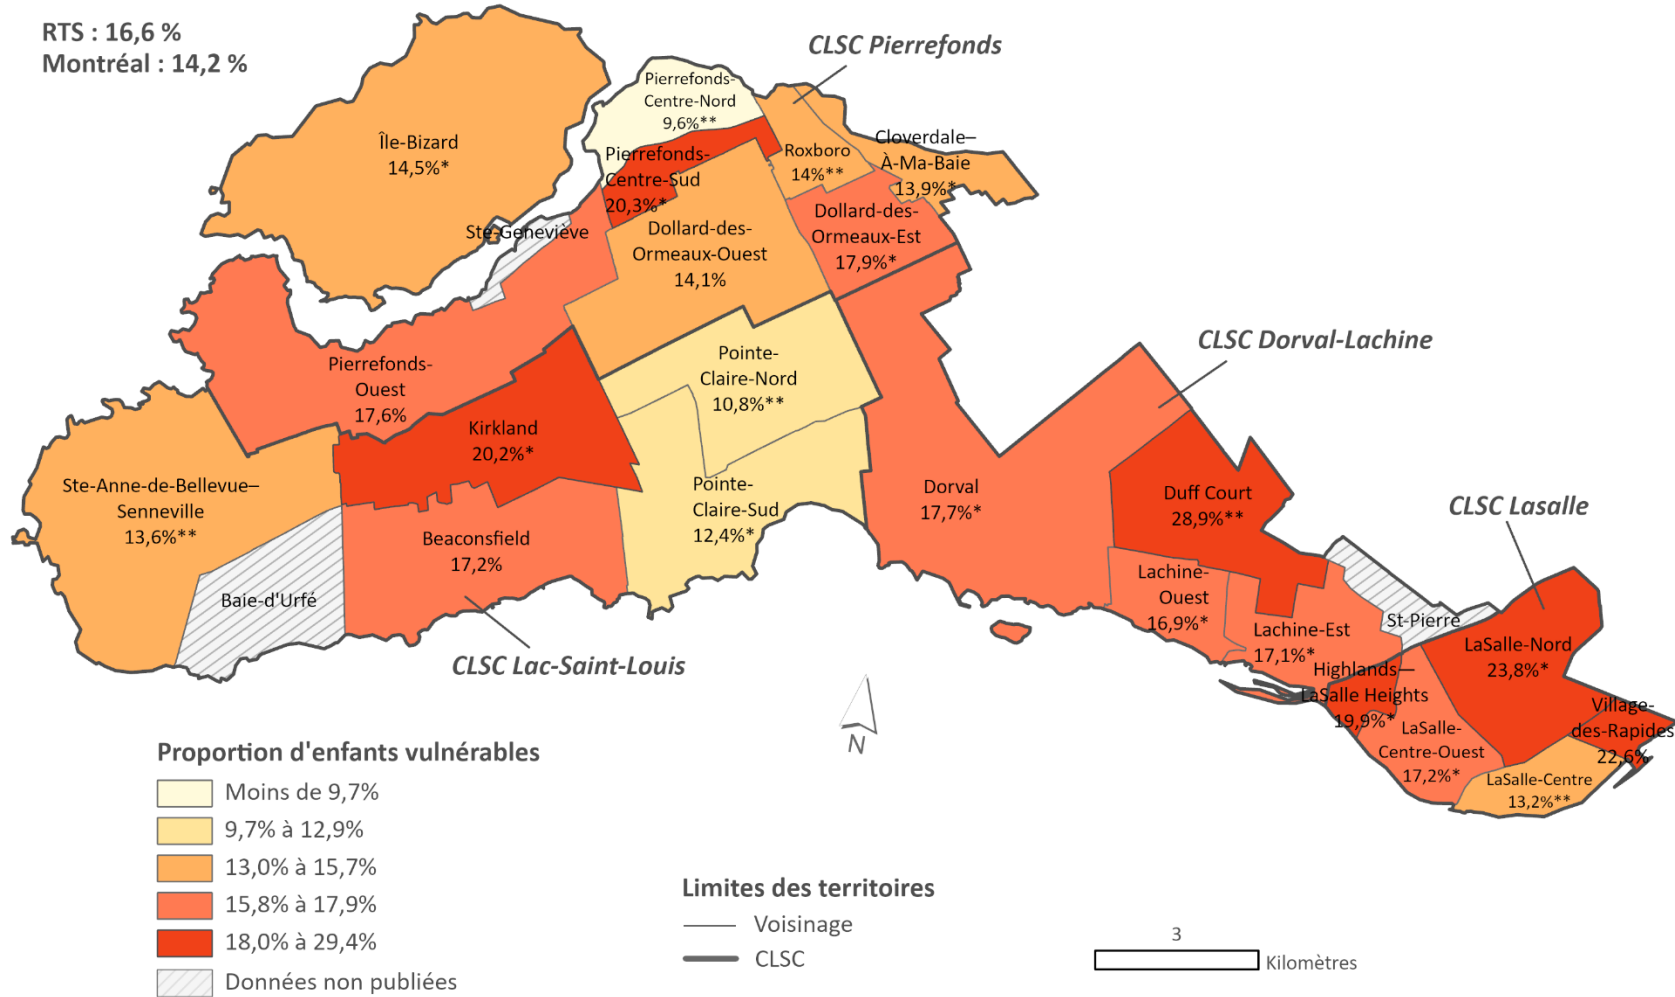 RTS : 16,6 %
Montréal : 14,2 %
CLSC Pierrefonds
Pierrefonds-
Centre-Nord
9,6%**
Île-Bizard
14,5%*
Cloverdale–
À-Ma-Baie
13,9%*
Roxboro
14%**
Pierrefonds-
Centre-Sud
20,3%*
Ste-Geneviève
Dollard-des-
Ormeaux-Ouest
14,1%
Dollard-des-
Ormeaux-Est
17,9%*
CLSC Dorval-Lachine
Pierrefonds-
Ouest
17,6%
Pointe-
Claire-Nord
10,8%**
Kirkland
20,2%*
Ste-Anne-de-Bellevue–
Senneville
13,6%**
Pointe-
Claire-Sud
12,4%*
Dorval
17,7%*
Duff Court
28,9%**
CLSC Lasalle
Beaconsfield
17,2%
Baie-d'Urfé
Lachine-
Ouest
16,9%*
Lachine-Est
17,1%*
St-Pierre
LaSalle-Nord
23,8%*
CLSC Lac-Saint-Louis
Highlands—
LaSalle Heights
19,9%*
Village-
des-Rapides
22,6%
LaSalle-
Centre-Ouest
17,2%*
LaSalle-Centre
13,2%**
N
Proportion d'enfants vulnérables
Moins de 9,7%
9,7% à 12,9%
13,0% à 15,7%
15,8% à 17,9%
18,0% à 29,4%
Données non publiées
Limites des territoires
Voisinage
CLSC
3
Kilomètres